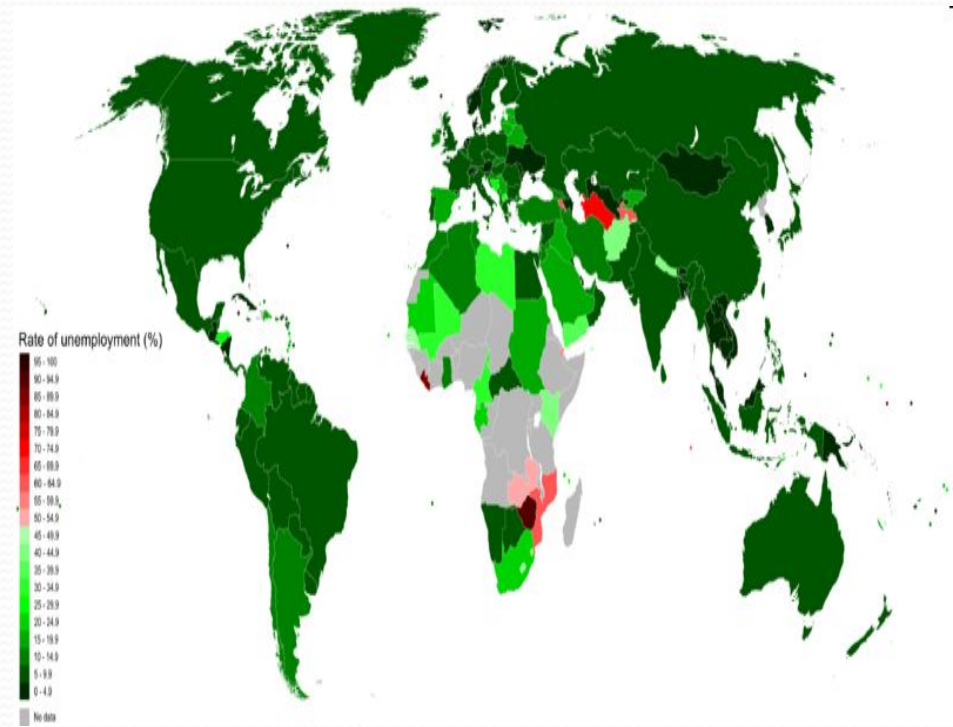 Rate of unemployment (%)
95 - 100
90 - 94.9
85 - 89.9
80 - 84.9
75 - 79.9
70 - 74.9
65 - 69.9
60 - 64.9
55 - 59.9
50 - 54.9
45 - 49.9
40 - 44.9
35 - 39.9
30 - 34.9
25 - 29.9
20 - 24.9
15 - 19.9
10 - 14.9
5 - 9.9
0 - 4.9
No data